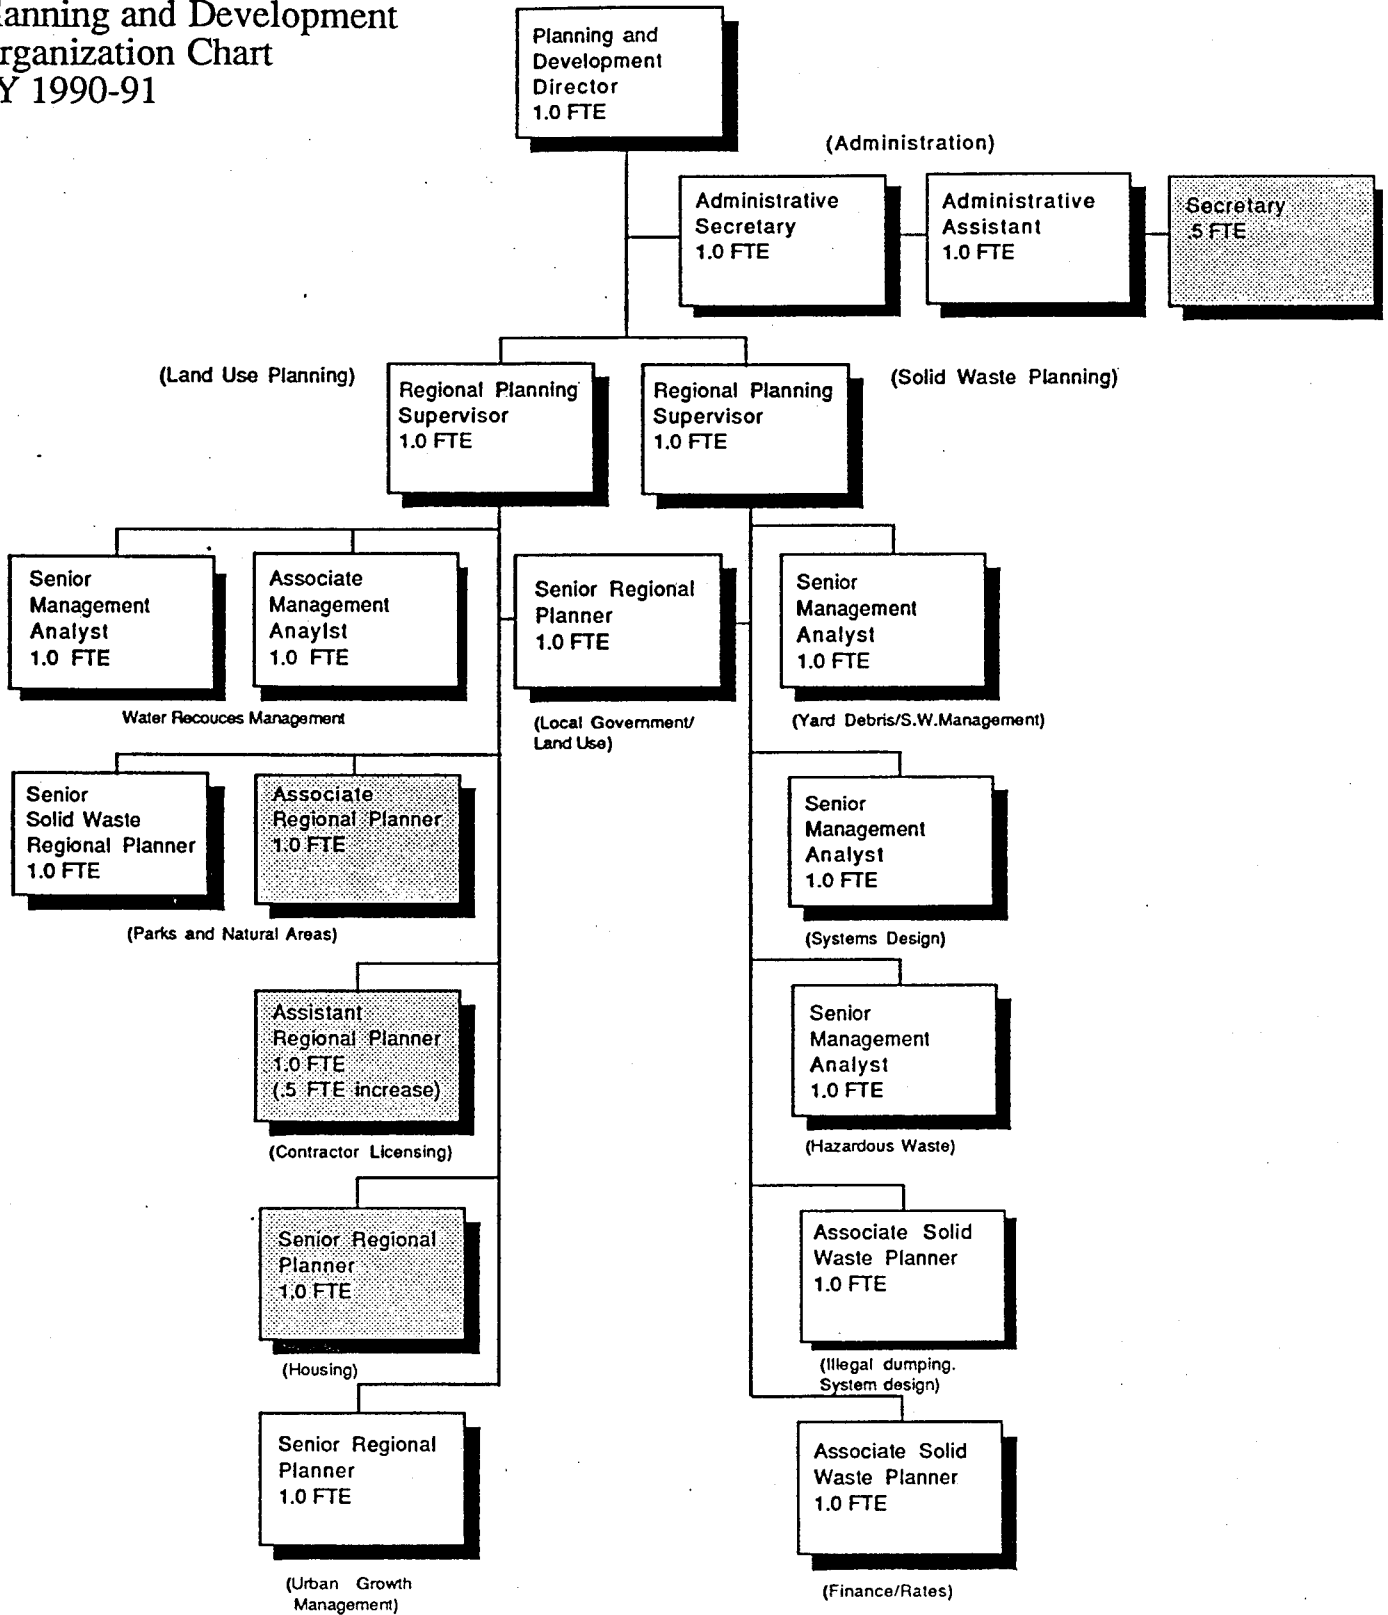 lanning and Development
rganization Chart
Y 1990-91
Planning and
Development
Director
1.0 FTE
(Administration)
Administrative
Secretary
1.0 FTE
Administrative
Assistant
1.0 FTE
Secretary
.5 FTE
(Land Use Planning)
Regional Planning
Supervisor
1.0 FTE
Regional Planning
Supervisor
1.0 FTE
(Solid Waste Planning)
Senior
Management
Analyst
1.0 FTE
Associate
Management
Anaylst
1.0 FTE
Water Recouces Management
Senior Regional
Planner
1.0 FTE
(Local Government/
Land Use)
Senior
Management
Analyst
1.0 FTE
(Yard Debris/S.W.Management)
Senior
Solid Waste
Regional Planner
1.0 FTE
Associate
Regional Planner
1.0 FTE
(Parks and Natural Areas)
Senior
Management
Analyst
1.0 FTE
(Systems Design)
Assistant
Regional Planner
1.0 FTE
(.5 FTE increase)
(Contractor Licensing)
Senior
Management
Analyst
1.0 FTE
(Hazardous Waste)
Senior Regional
Planner
1.0 FTE
(Housing)
Associate Solid
Waste Planner
1.0 FTE
(Illegal dumping.
System design)
Senior Regional
Planner
1.0 FTE
(Urban Growth
Management)
Associate Solid
Waste Planner
1.0 FTE
(Finance/Rates)